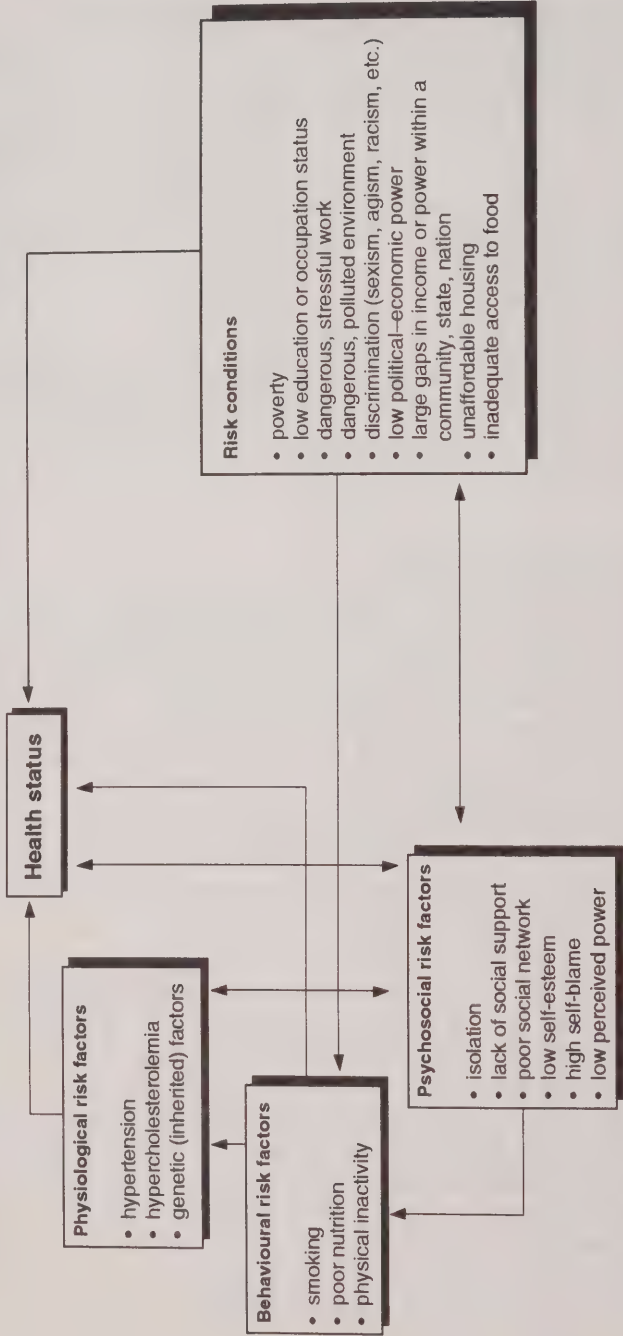 Health status
Physiological risk factors
• hypertension
• hypercholesterolemia
• genetic (inherited) factors
Behavioural risk factors
• smoking
• poor nutrition
• physical inactivity
Psychosocial risk factors
• isolation
• lack of social support
• poor social network
• low self-esteem
• high self-blame
• low perceived power
Risk conditions
• poverty
• low education or occupation status
• dangerous, stressful work
• dangerous, polluted environment
• discrimination (sexism, agism, racism, etc.)
• low political–economic power
• large gaps in income or power within a
community, state, nation
• unaffordable housing
• inadequate access to food